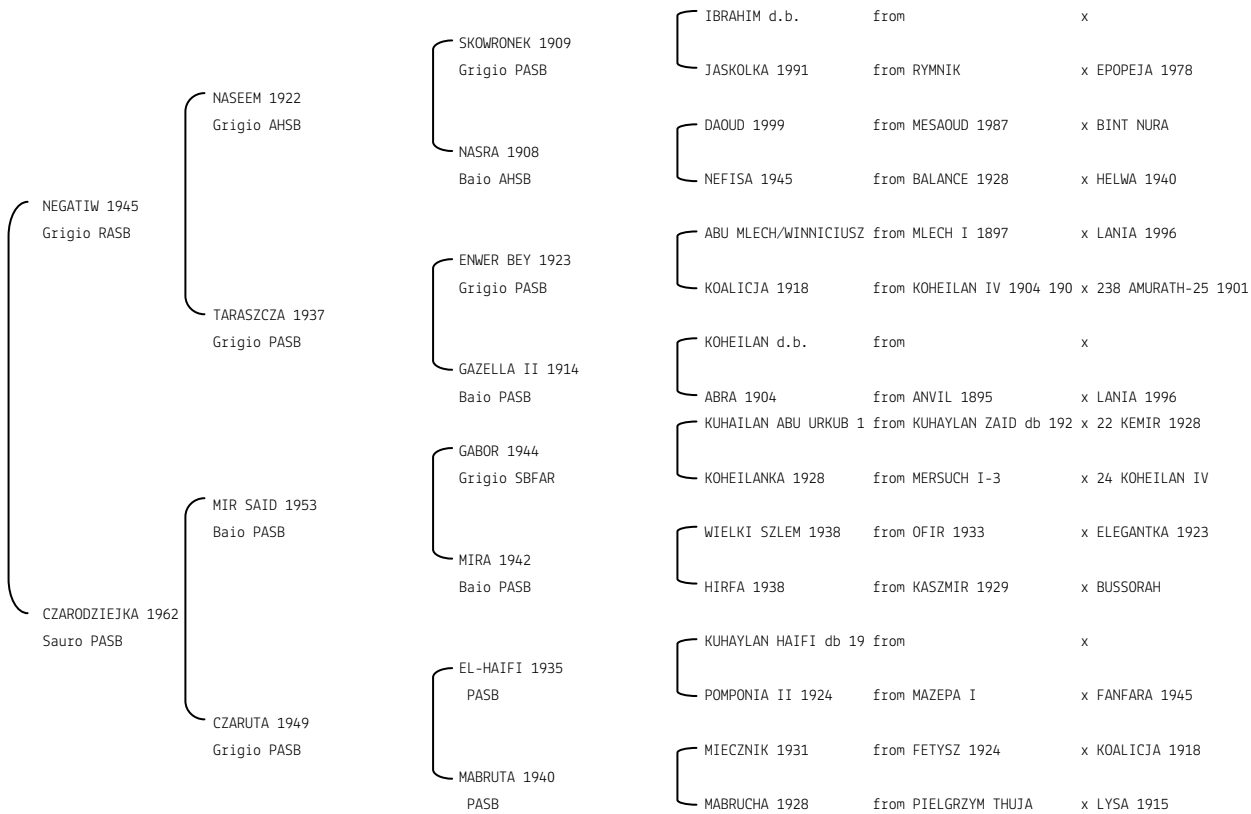 IBRAHIM d.b. from x
SKOWRONEK 1909
Grigio PASB
JASKOLKA 1991 from RYMNIK x EPOPEJA 1978
NASEEM 1922
Grigio AHSB
DAOUD 1999 from MESAOUD 1987 x BINT NURA
NASRA 1908
Baio AHSB
NEFISA 1945 from BALANCE 1928 x HELWA 1940
NEGATIW 1945
Grigio RASB
ABU MLECH/WINNICIUSZ from MLECH I 1897 x LANIA 1996
ENWER BEY 1923
Grigio PASB
KOALICJA 1918 from KOHEILAN IV 1904 190 x 238 AMURATH-25 1901
TARASZCZA 1937
Grigio PASB
KOHEILAN d.b. from x
GAZELLA II 1914
Baio PASB
ABRA 1904 from ANVIL 1895 x LANIA 1996
KUHAILAN ABU URKUB 1 from KUHAYLAN ZAID db 192 x 22 KEMIR 1928
GABOR 1944
Grigio SBFAR
KOHEILANKA 1928 from MERSUCH I-3 x 24 KOHEILAN IV
MIR SAID 1953
Baio PASB
WIELKI SZLEM 1938 from OFIR 1933 x ELEGANTKA 1923
MIRA 1942
Baio PASB
HIRFA 1938 from KASZMIR 1929 x BUSSORAH
CZARODZIEJKA 1962
Sauro PASB
KUHAYLAN HAIFI db 19 from x
EL-HAIFI 1935
PASB
POMPONIA II 1924 from MAZEPA I x FANFARA 1945
CZARUTA 1949
Grigio PASB
MIECZNIK 1931 from FETYSZ 1924 x KOALICJA 1918
MABRUTA 1940
PASB
MABRUCHA 1928 from PIELGRZYM THUJA x LYSA 1915